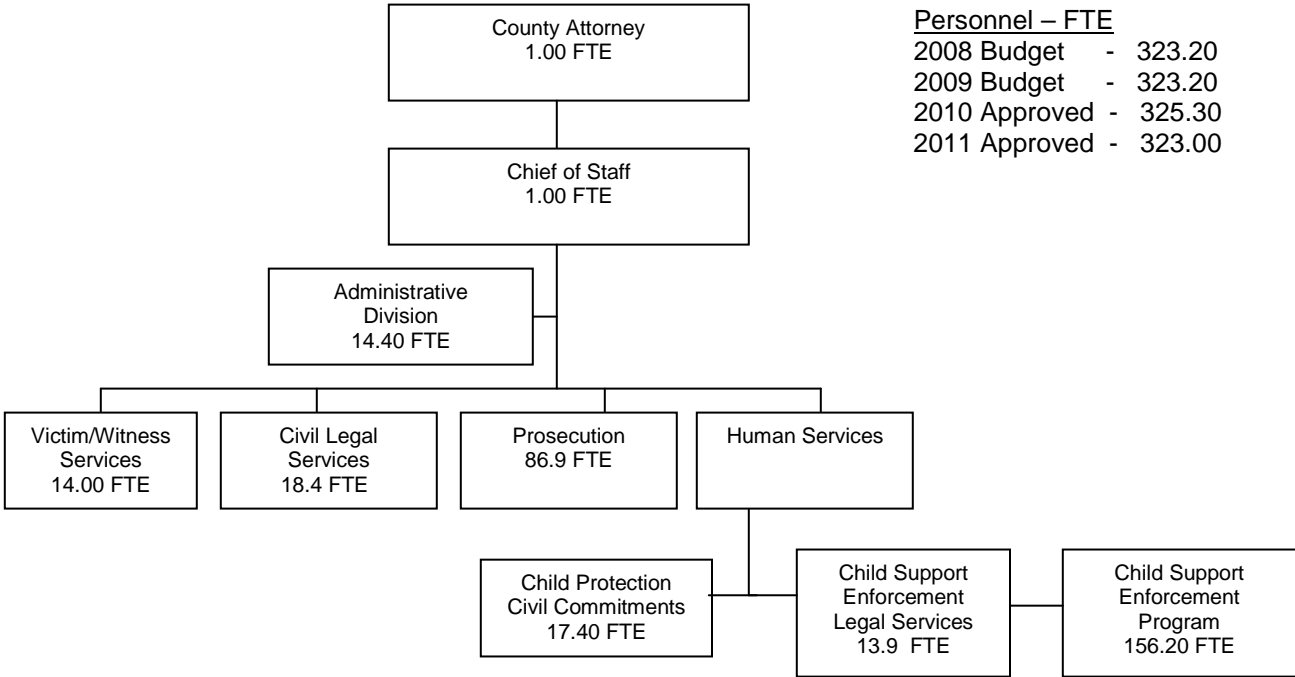 County Attorney
1.00 FTE
Personnel – FTE
2008 Budget - 323.20
2009 Budget - 323.20
2010 Approved - 325.30
2011 Approved - 323.00
Chief of Staff
1.00 FTE
Administrative
Division
14.40 FTE
Victim/Witness
Services
14.00 FTE
Civil Legal
Services
18.4 FTE
Prosecution
86.9 FTE
Human Services
Child Protection
Civil Commitments
17.40 FTE
Child Support
Enforcement
Legal Services
13.9 FTE
Child Support
Enforcement
Program
156.20 FTE